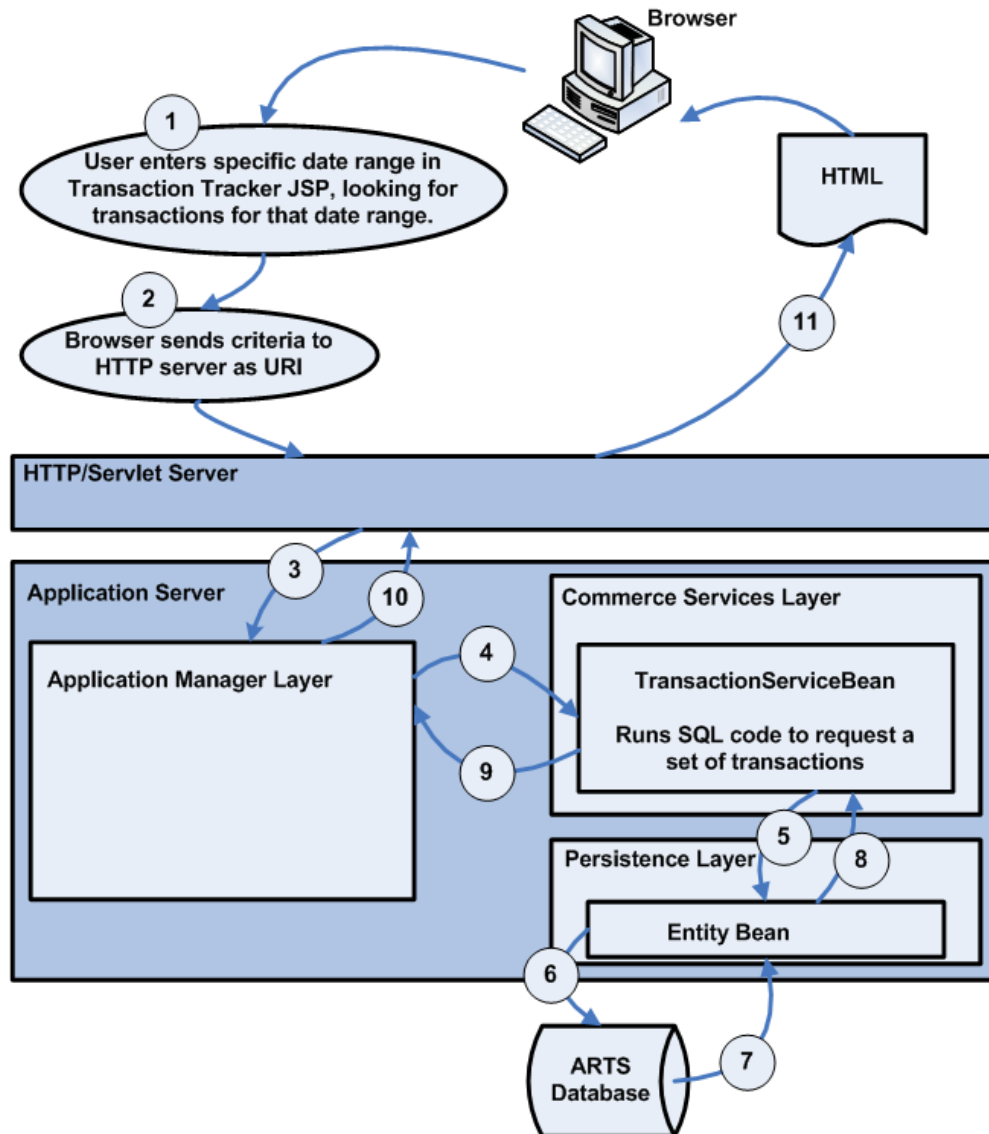 Browser
1
User enters specific date range in
Transaction Tracker JSP, looking for
transactions for that date range.
HTML
2
Browser sends criteria to
HTTP server as URI
11
HTTP/Servlet Server
3
10
Application Server
Commerce Services Layer
Application Manager Layer
4
TransactionServiceBean
Runs SQL code to request a
set of transactions
9
5
8
Persistence Layer
Entity Bean
6
7
ARTS
Database